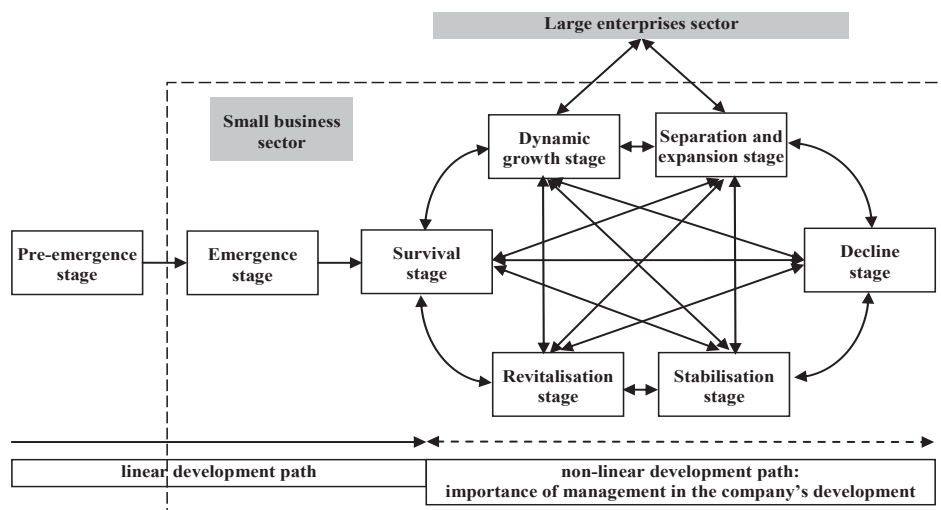 Large enterprises sector
Small business
sector
Dynamic
growth stage
Separation and
expansion stage
Pre-emergence
stage
Emergence
stage
Survival
stage
Decline
stage
Revitalisation
stage
Stabilisation
stage
linear development path
non-linear development path:
importance of management in the company's development